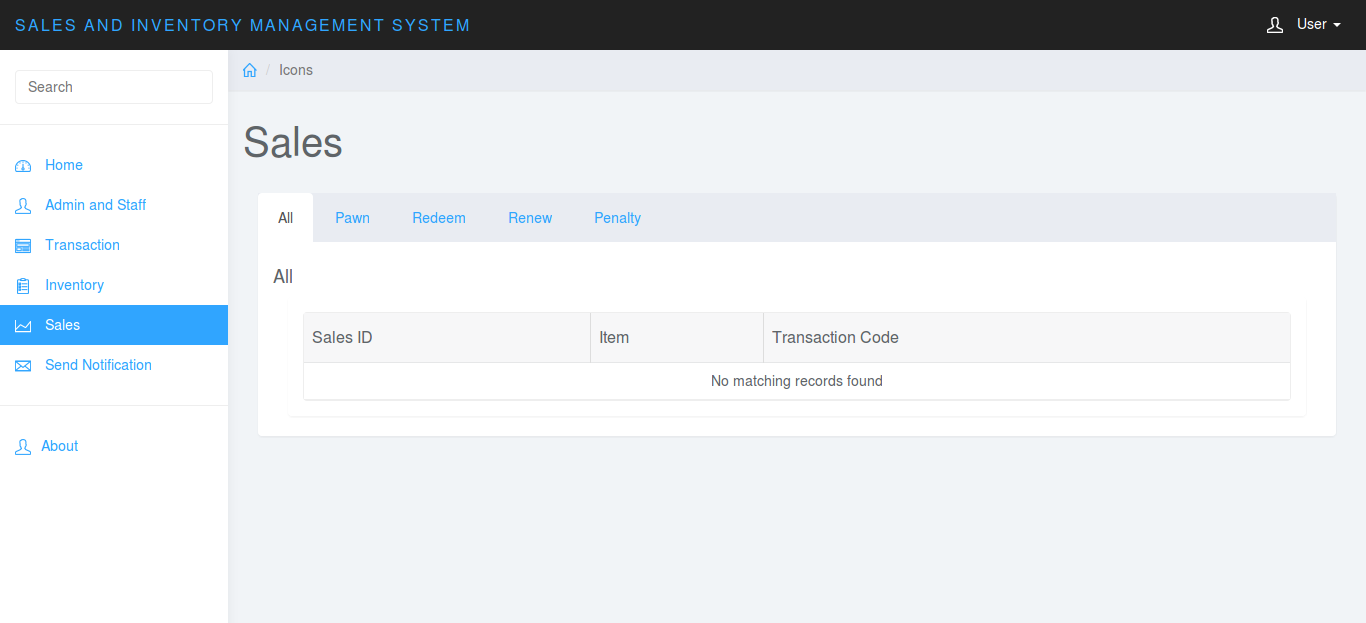 SALES AND INVENTORY MANAGEMENT SYSTEM
User
Search
/ Icons
Home
Admin and Staff
Transaction
Inventory
Sales
Send Notification
About
Sales
All Pawn Redeem Renew Penalty
All
Sales ID Item Transaction Code
No matching records found